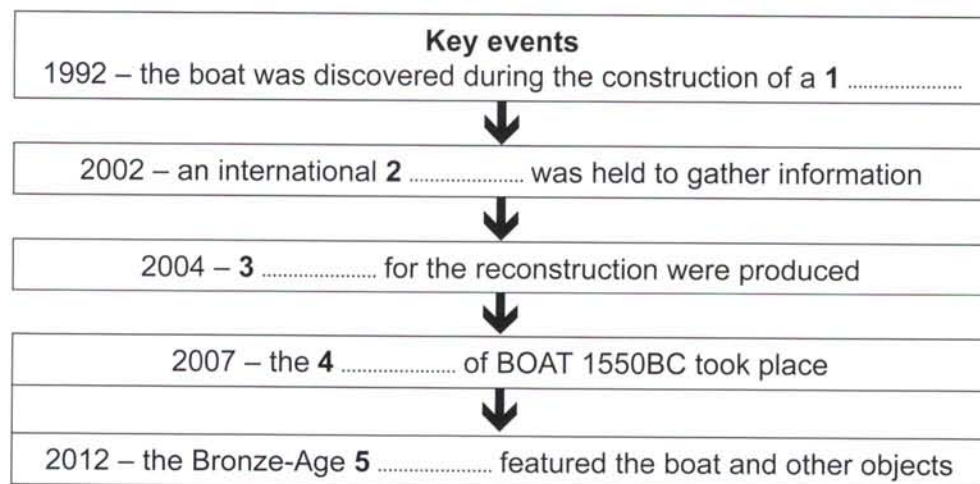 Key events
1992 – the boat was discovered during the construction of a 1 ......................
2002 – an international 2 ...................... was held to gather information
2004 – 3 ...................... for the reconstruction were produced
2007 – the 4 ...................... of BOAT 1550BC took place
2012 – the Bronze-Age 5 ...................... featured the boat and other objects